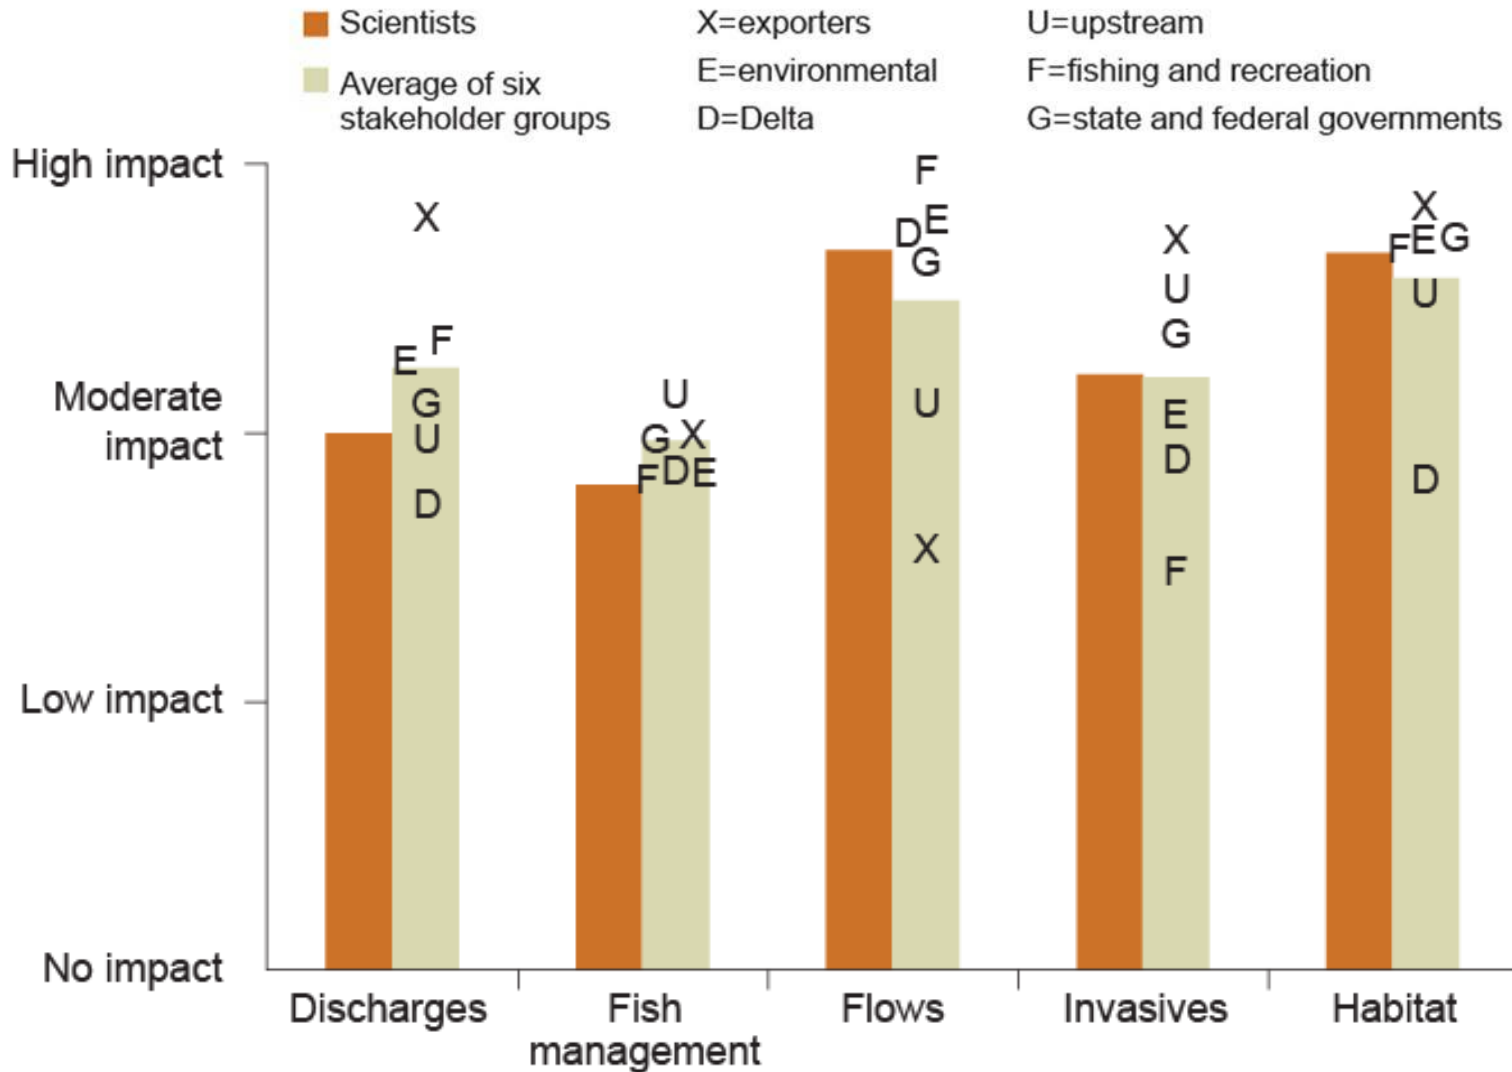 Scientists
Average of six
stakeholder groups
X=exporters
E=environmental
D=Delta
U=upstream
F=fishing and recreation
G=state and federal governments
High impact
Moderate
impact
Low impact
No impact
X
E F
G
U
D
U
G X
F D E
F
D E
G
U
X
X
U
G
E
D
F
X
F E G
U
D
Discharges
Fish
management
Flows
Invasives
Habitat